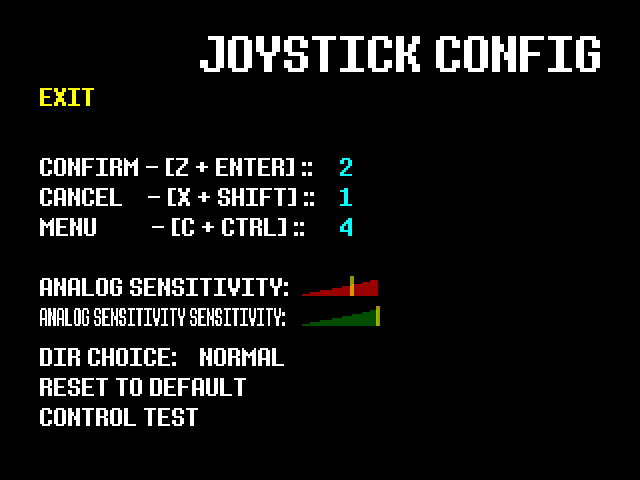 JOYSTICK CONFIG
EXIT
CONFIRM - [Z + ENTER] :: 2
CANCEL - [X + SHIFT] :: 1
MENU - [C + CTRL] :: 4
ANALOG SENSITIVITY:
ANALOG SENSITIVITY SENSITIVITY:
DIR CHOICE: NORMAL
RESET TO DEFAULT
CONTROL TEST